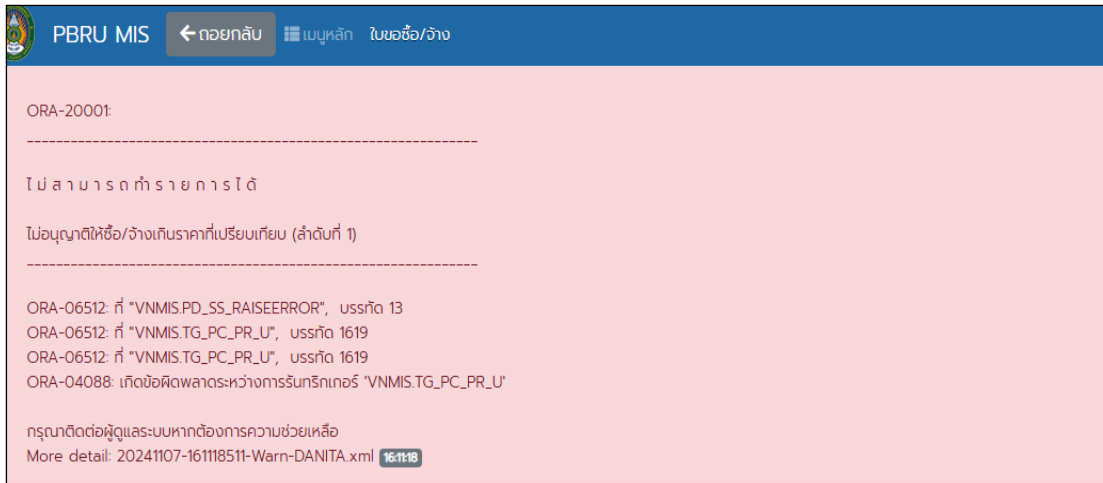 PBRU MIS ถอยกลับ เมนูหลัก ใบขอซื้อ/จ้าง
ORA-20001:
--------------------------------------------------------------
ไ ม่ ส า ม า ร ถ ทำ ร า ย ก า ร ไ ด้
ไม่อนุญาติให้ซื้อ/จ้างเกินราคาที่เปรียบเทียบ (ลำดับที่ 1)
--------------------------------------------------------------
ORA-06512: ที่ "VNMIS.PD_SS_RAISEERROR", บรรทัด 13
ORA-06512: ที่ "VNMIS.TG_PC_PR_U", บรรทัด 1619
ORA-06512: ที่ "VNMIS.TG_PC_PR_U", บรรทัด 1619
ORA-04088: เกิดข้อผิดพลาดระหว่างการรันทริกเกอร์ 'VNMIS.TG_PC_PR_U'
กรุณาติดต่อผู้ดูแลระบบหากต้องการความช่วยเหลือ
More detail: 20241107-161118511-Warn-DANITA.xml 16:11:18